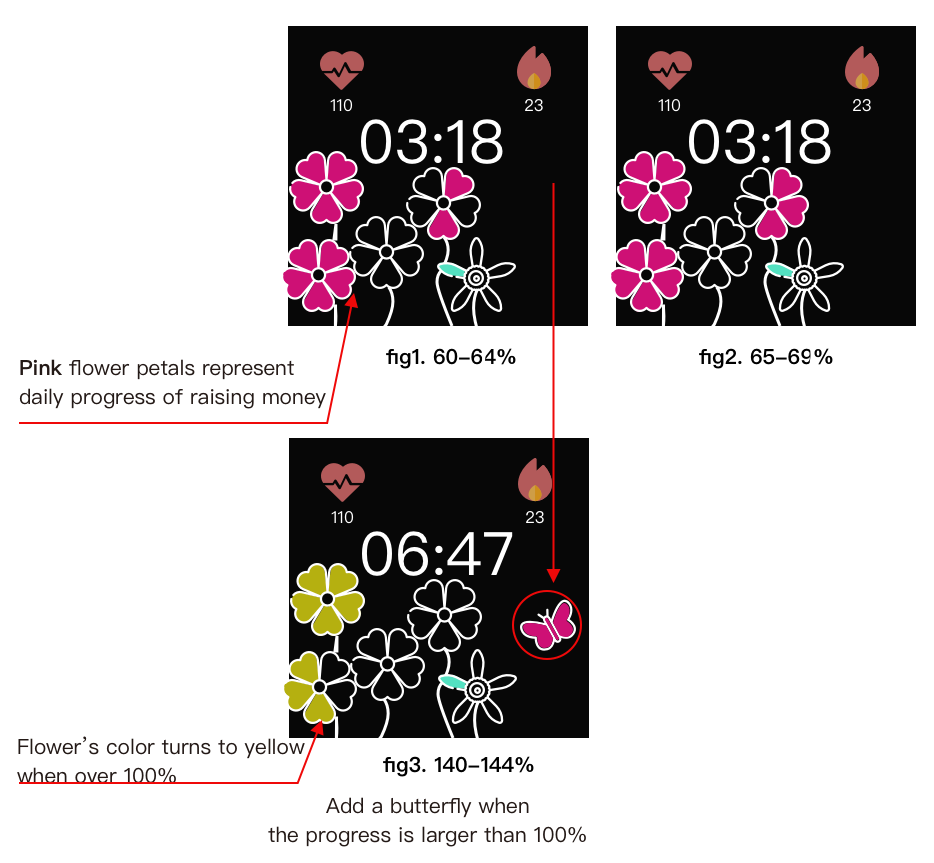 110
23
03:18
110
23
03:18
fig1. 60–64%
fig2. 65–69%
Pink flower petals represent
daily progress of raising money
110
23
06:47
Flower’s color turns to yellow
when over 100%
fig3. 140–144%
Add a butterfly when
the progress is larger than 100%